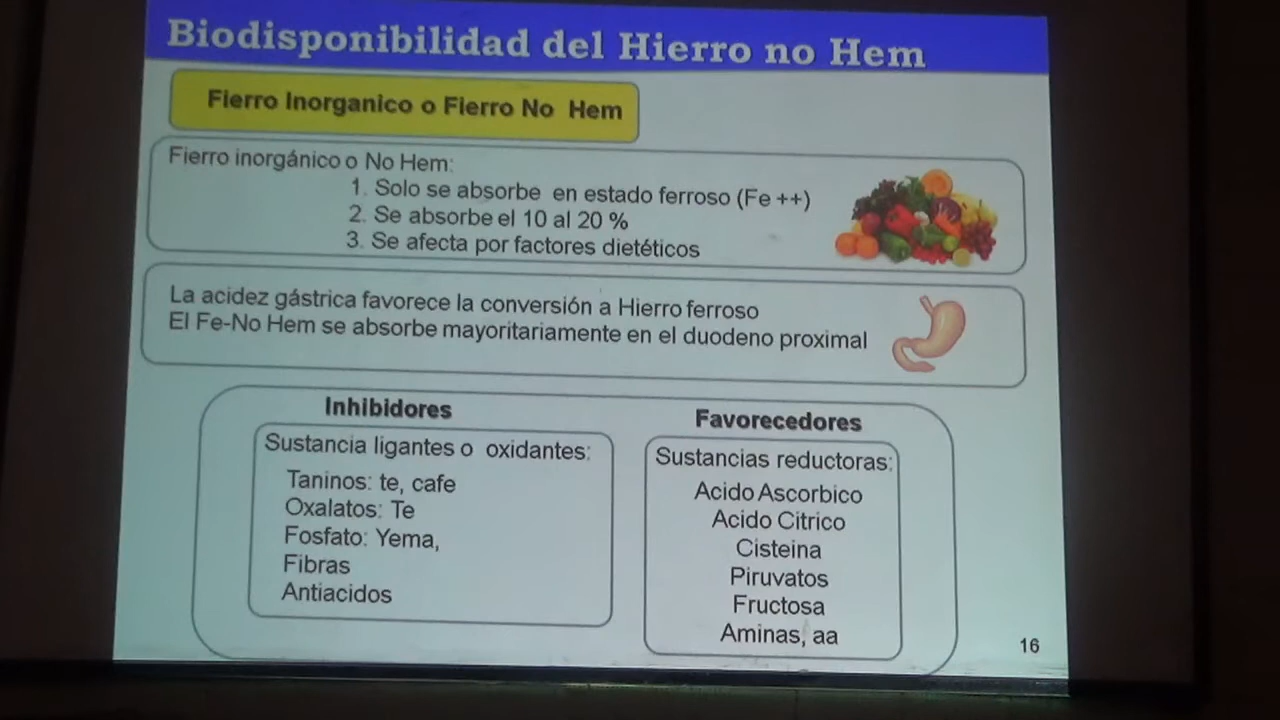 Biodisponibilidad del Hierro no Hem
Fierro Inorganico o Fierro No Hem
Fierro inorgánico o No Hem:
1. Solo se absorbe en estado ferroso (Fe ++)
2. Se absorbe el 10 al 20 %
3. Se afecta por factores dietéticos
La acidez gástrica favorece la conversión a Hierro ferroso
El Fe-No Hem se absorbe mayoritariamente en el duodeno proximal
Inhibidores
Sustancia ligantes o oxidantes:
Taninos: te, cafe
Oxalatos: Te
Fosfato: Yema,
Fibras
Antiacidos
Favorecedores
Sustancias reductoras:
Acido Ascorbico
Acido Citrico
Cisteina
Piruvatos
Fructosa
Aminas, aa
16